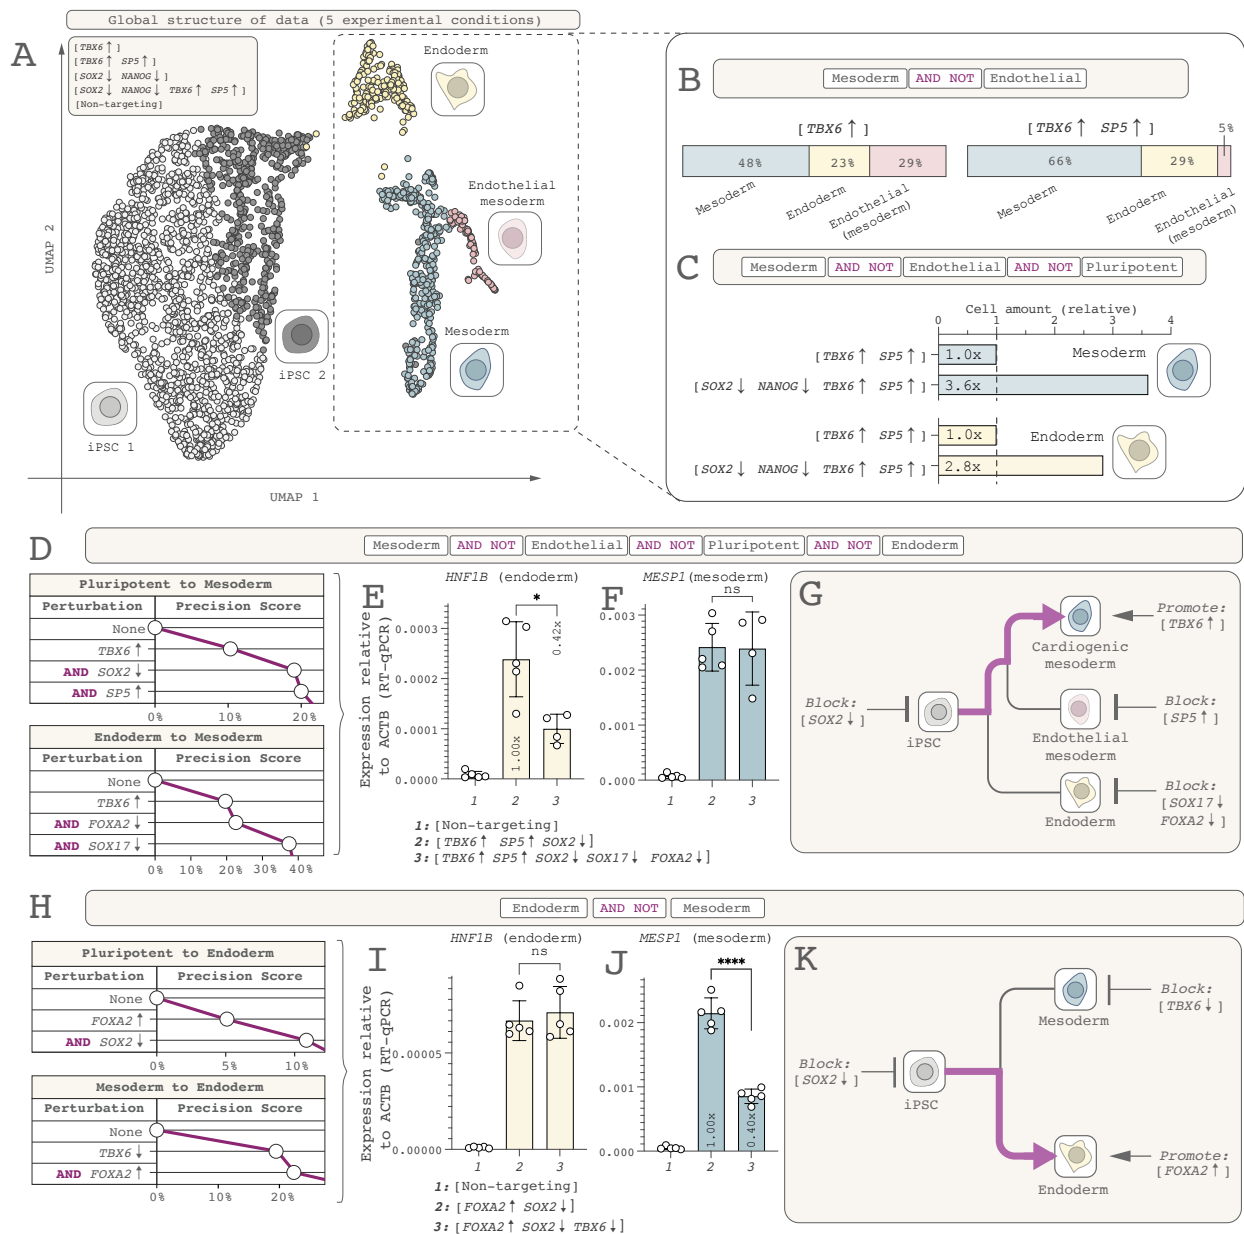 Global structure of data (5 experimental conditions)
A
[TBX6↑]
[TBX6↑ SP5↑]
[SOX2↓ NANOG↓]
[SOX2↓ NANOG↓ TBX6↑ SP5↑]
[Non-targeting]
Endoderm
Endothelial
mesoderm
Mesoderm
iPSC 2
iPSC 1
UMAP 2
UMAP 1
B
Mesoderm AND NOT Endothelial
[TBX6↑]
[TBX6↑ SP5↑]
5%
48% 23% 29%
66% 29%
Mesoderm
Endoderm
Endothelial
(mesoderm)
Mesoderm
Endoderm
Endothelial
(mesoderm)
C
Mesoderm AND NOT Endothelial AND NOT Pluripotent
Cell amount (relative)
0 1 2 3 4
[TBX6↑ SP5↑] 1.0x
Mesoderm
[SOX2↓ NANOG↓ TBX6↑ SP5↑] 3.6x
[TBX6↑ SP5↑] 1.0x
Endoderm
[SOX2↓ NANOG↓ TBX6↑ SP5↑] 2.8x
D
Mesoderm AND NOT Endothelial AND NOT Pluripotent AND NOT Endoderm
Pluripotent to Mesoderm
Perturbation Precision Score
None
TBX6↑
AND SOX2↓
AND SP5↑
0% 10% 20%
Endoderm to Mesoderm
Perturbation Precision Score
None
TBX6↑
AND FOXA2↓
AND SOX17↓
0% 10% 20% 30% 40%
E
HNF1B (endoderm)
*
Expression relative
to ACTB (RT-qPCR)
0.0003
0.0002
0.0001
0.0000
1.00x
0.42x
1 2 3
F
MESP1(mesoderm)
ns
0.003
0.002
0.001
0.000
1 2 3
1: [Non-targeting]
2: [TBX6↑ SP5↑ SOX2↓]
3: [TBX6↑ SP5↑ SOX2↓ SOX17↓ FOXA2↓]
G
Promote:
[TBX6↑]
Cardiogenic
mesoderm
Block:
[SOX2↓]
iPSC
Block:
[SP5↑]
Endothelial
mesoderm
Block:
[SOX17↓
FOXA2↓]
Endoderm
H
Endoderm AND NOT Mesoderm
Pluripotent to Endoderm
Perturbation Precision Score
None
FOXA2↑
AND SOX2↓
0% 5% 10%
Mesoderm to Endoderm
Perturbation Precision Score
None
TBX6↓
AND FOXA2↑
0% 10% 20%
I
HNF1B (endoderm)
ns
Expression relative
to ACTB (RT-qPCR)
0.00005
0.00000
1 2 3
J
MESP1 (mesoderm)
****
0.002
0.001
0.000
1.00x
0.40x
1 2 3
1: [Non-targeting]
2: [FOXA2↑ SOX2↓]
3: [FOXA2↑ SOX2↓ TBX6↓]
K
Block:
[TBX6↓]
Mesoderm
Block:
[SOX2↓]
iPSC
Promote:
[FOXA2↑]
Endoderm